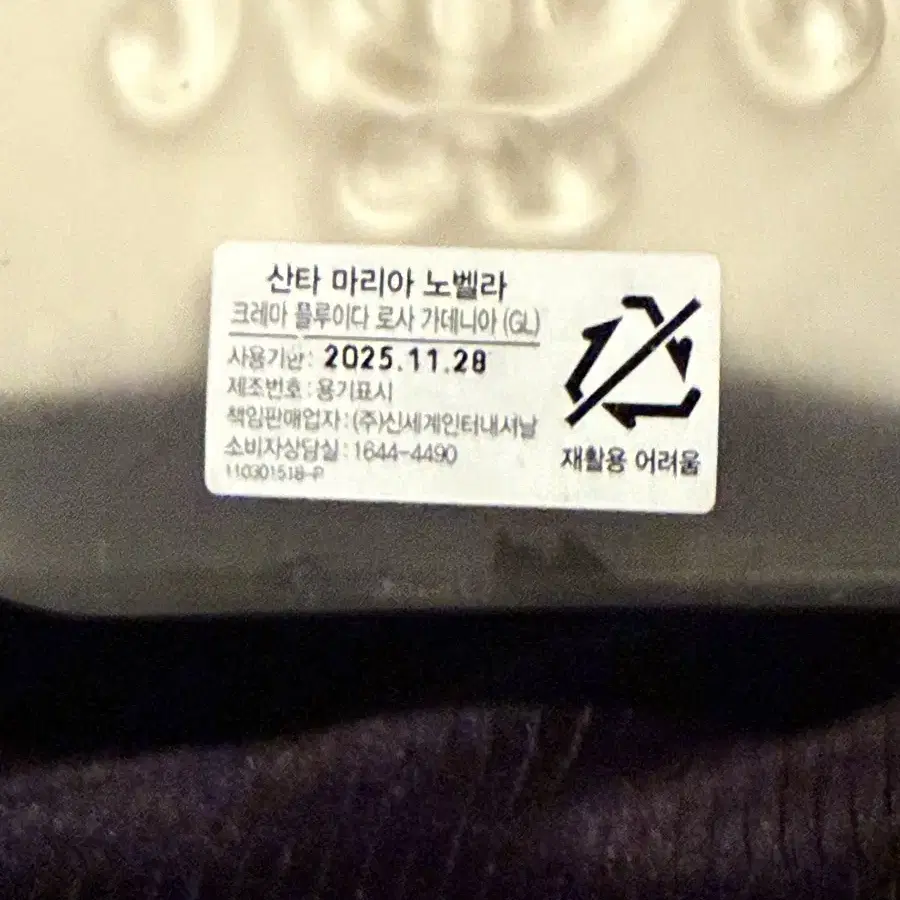 산타 마리아 노벨라
크레마 플루이다 로사 가데니아 (GL)
사용기한: 2025.11.28
제조번호 : 용기표시
책임판매업자 : (주)신세계인터내셔날
소비자상담실 : 1644-4490
110301518-P
재활용 어려움